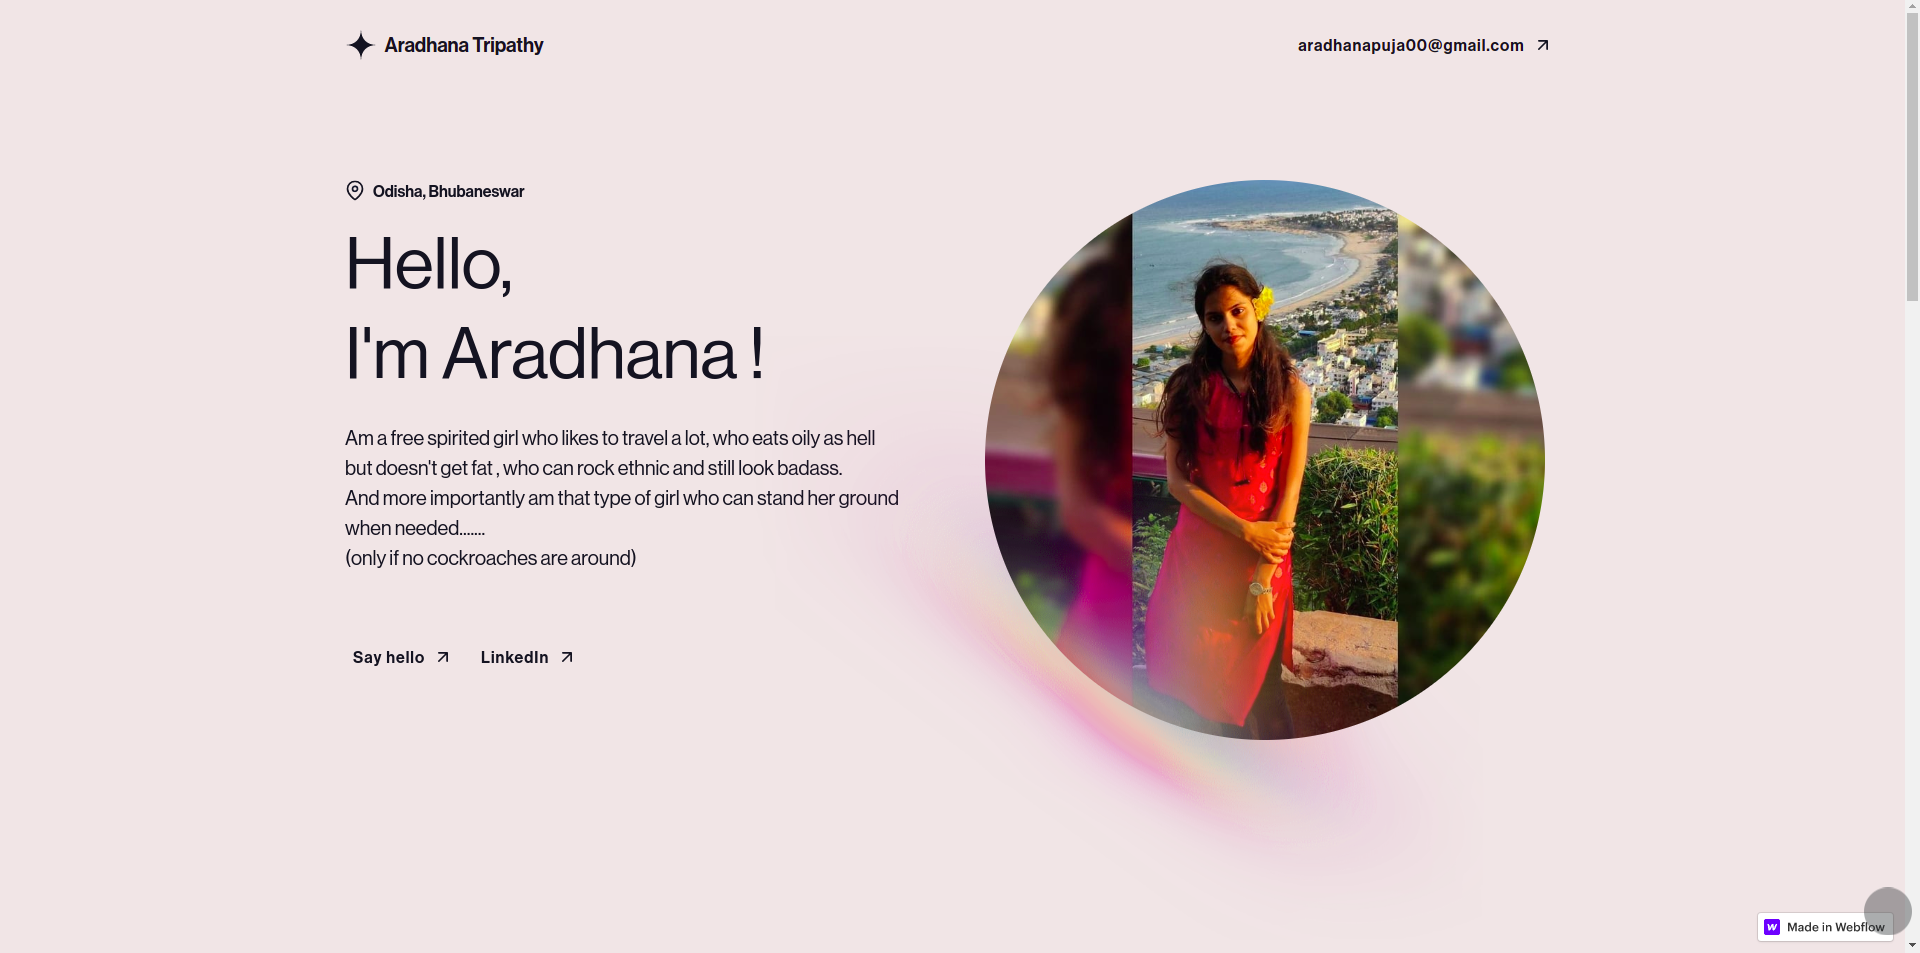 Aradhana Tripathy
aradhanapuja00@gmail.com
Odisha, Bhubaneswar
Hello,
I'm Aradhana !
Am a free spirited girl who likes to travel a lot, who eats oily as hell
but doesn't get fat , who can rock ethnic and still look badass.
And more importantly am that type of girl who can stand her ground
when needed.......
(only if no cockroaches are around)
Say hello
LinkedIn
Made in Webflow